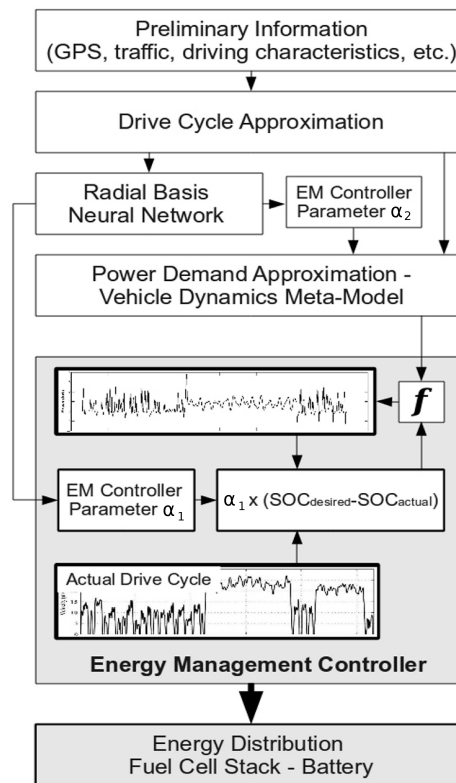 Preliminary Information
(GPS, traffic, driving characteristics, etc.)
Drive Cycle Approximation
Radial Basis
Neural Network
EM Controller
Parameter α₂
Power Demand Approximation -
Vehicle Dynamics Meta-Model
f
EM Controller
Parameter α₁
α₁ x (SOCdesired-SOCactual)
Actual Drive Cycle
Energy Management Controller
Energy Distribution
Fuel Cell Stack - Battery